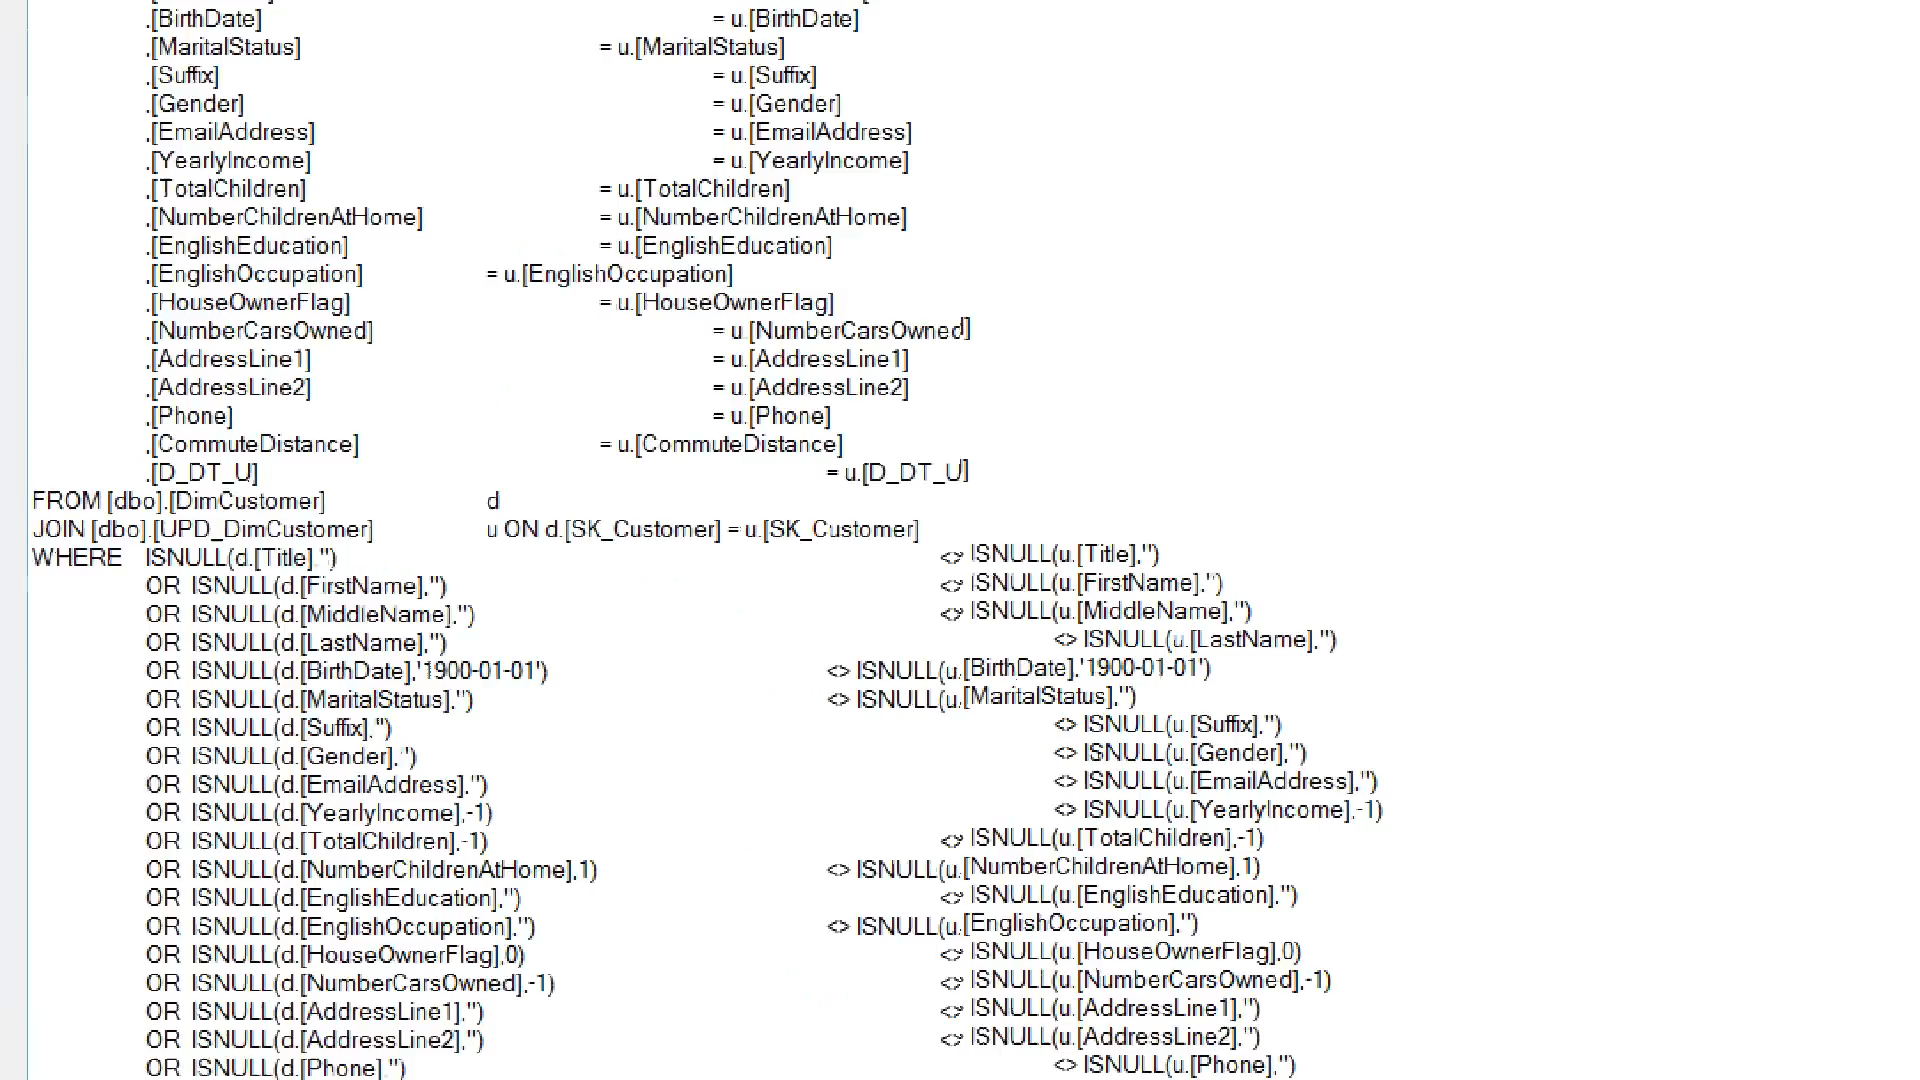 ,[BirthDate] = u.[BirthDate]
,[MaritalStatus] = u.[MaritalStatus]
,[Suffix] = u.[Suffix]
,[Gender] = u.[Gender]
,[EmailAddress] = u.[EmailAddress]
,[YearlyIncome] = u.[YearlyIncome]
,[TotalChildren] = u.[TotalChildren]
,[NumberChildrenAtHome] = u.[NumberChildrenAtHome]
,[EnglishEducation] = u.[EnglishEducation]
,[EnglishOccupation] = u.[EnglishOccupation]
,[HouseOwnerFlag] = u.[HouseOwnerFlag]
,[NumberCarsOwned] = u.[NumberCarsOwned]
,[AddressLine1] = u.[AddressLine1]
,[AddressLine2] = u.[AddressLine2]
,[Phone] = u.[Phone]
,[CommuteDistance] = u.[CommuteDistance]
,[D_DT_U] = u.[D_DT_U]
FROM [dbo].[DimCustomer] d
JOIN [dbo].[UPD_DimCustomer] u ON d.[SK_Customer] = u.[SK_Customer]
WHERE ISNULL(d.[Title],'') <> ISNULL(u.[Title],'')
OR ISNULL(d.[FirstName],'') <> ISNULL(u.[FirstName],'')
OR ISNULL(d.[MiddleName],'') <> ISNULL(u.[MiddleName],'')
OR ISNULL(d.[LastName],'') <> ISNULL(u.[LastName],'')
OR ISNULL(d.[BirthDate],'1900-01-01') <> ISNULL(u.[BirthDate],'1900-01-01')
OR ISNULL(d.[MaritalStatus],'') <> ISNULL(u.[MaritalStatus],'')
OR ISNULL(d.[Suffix],'') <> ISNULL(u.[Suffix],'')
OR ISNULL(d.[Gender],'') <> ISNULL(u.[Gender],'')
OR ISNULL(d.[EmailAddress],'') <> ISNULL(u.[EmailAddress],'')
OR ISNULL(d.[YearlyIncome],-1) <> ISNULL(u.[YearlyIncome],-1)
OR ISNULL(d.[TotalChildren],-1) <> ISNULL(u.[TotalChildren],-1)
OR ISNULL(d.[NumberChildrenAtHome],1) <> ISNULL(u.[NumberChildrenAtHome],1)
OR ISNULL(d.[EnglishEducation],'') <> ISNULL(u.[EnglishEducation],'')
OR ISNULL(d.[EnglishOccupation],'') <> ISNULL(u.[EnglishOccupation],'')
OR ISNULL(d.[HouseOwnerFlag],0) <> ISNULL(u.[HouseOwnerFlag],0)
OR ISNULL(d.[NumberCarsOwned],-1) <> ISNULL(u.[NumberCarsOwned],-1)
OR ISNULL(d.[AddressLine1],'') <> ISNULL(u.[AddressLine1],'')
OR ISNULL(d.[AddressLine2],'') <> ISNULL(u.[AddressLine2],'')
OR ISNULL(d.[Phone],'') <> ISNULL(u.[Phone],'')